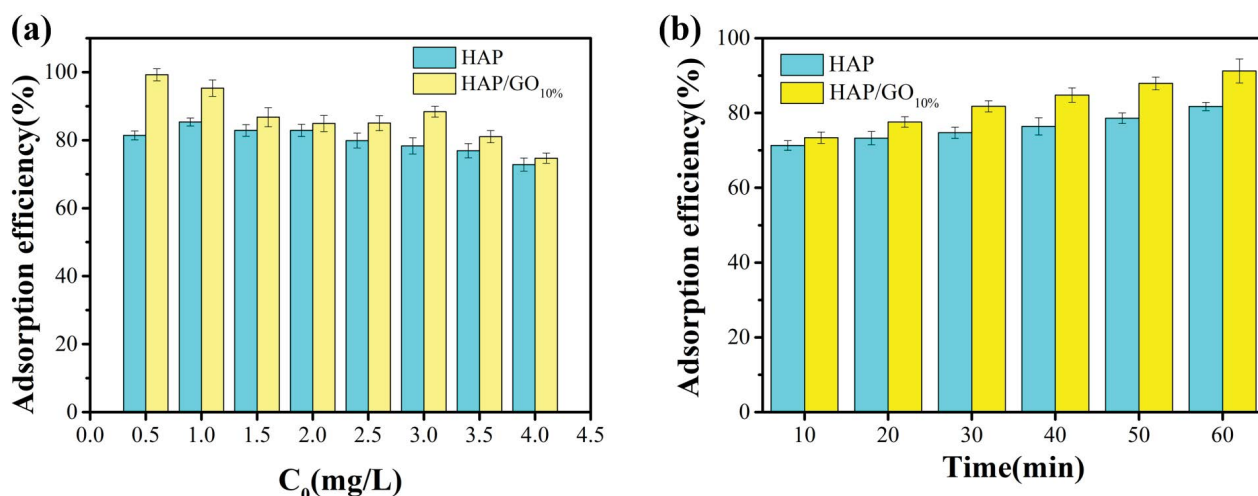 (a)
HAP
HAP/GO10%
Adsorption efficiency(%)
100
80
60
40
20
0
0.0 0.5 1.0 1.5 2.0 2.5 3.0 3.5 4.0 4.5
C0(mg/L)
(b)
HAP
HAP/GO10%
Adsorption efficiency(%)
100
80
60
40
20
0
10 20 30 40 50 60
Time(min)